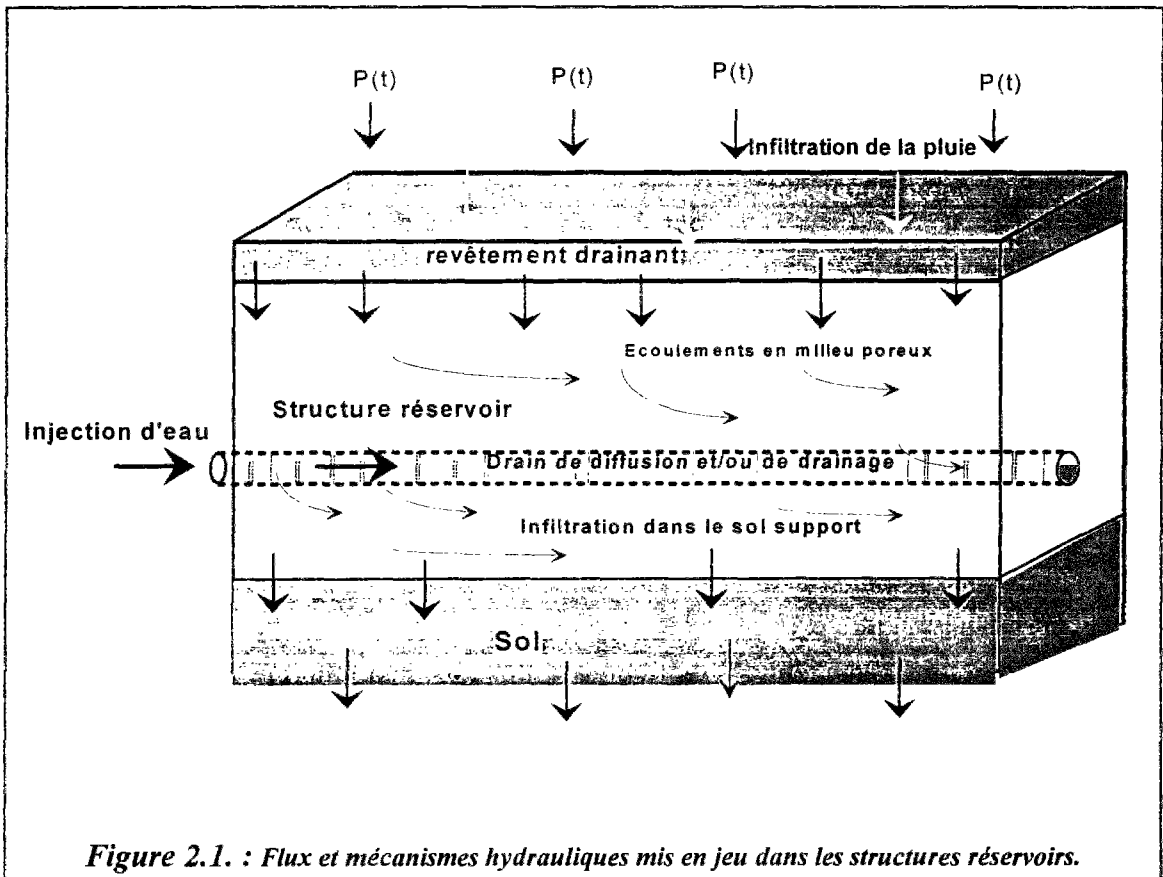 P(t) P(t) P(t) P(t)
Infiltration de la pluie
revêtement drainant
Ecoulements en milieu poreux
Structure réservoir
Injection d'eau
Drain de diffusion et/ou de drainage
Infiltration dans le sol support
Sol
Figure 2.1. : Flux et mécanismes hydrauliques mis en jeu dans les structures réservoirs.